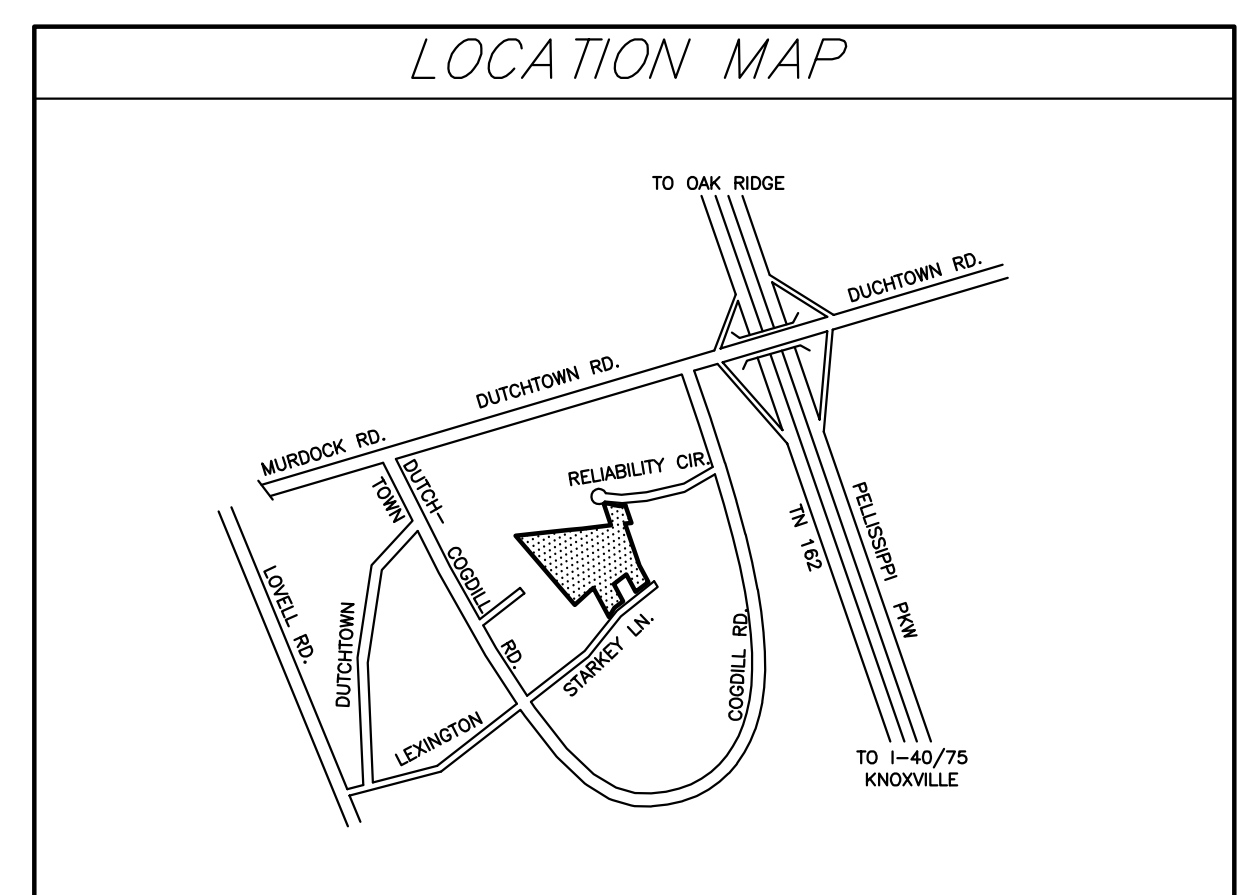 LOCATION MAP
TO OAK RIDGE
DUCHTOWN RD.
DUTCHTOWN RD.
MURDOCK RD.
RELIABILITY CIR.
DUTCH-
TOWN
COGDILL
RD.
TN 162
PELLISSIPPI PKW
LOVELL RD.
DUTCHTOWN
STARKEY LN.
COGDILL RD.
LEXINGTON
TO I-40/75
KNOXVILLE